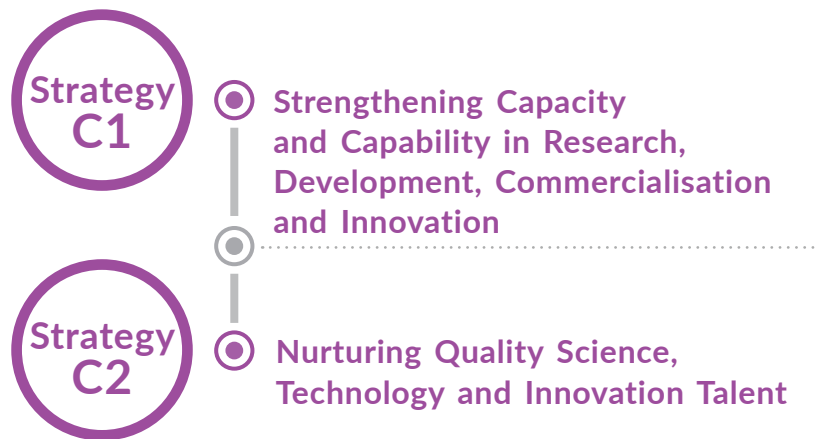 Strategy
C1
Strengthening Capacity
and Capability in Research,
Development, Commercialisation
and Innovation
Strategy
C2
Nurturing Quality Science,
Technology and Innovation Talent